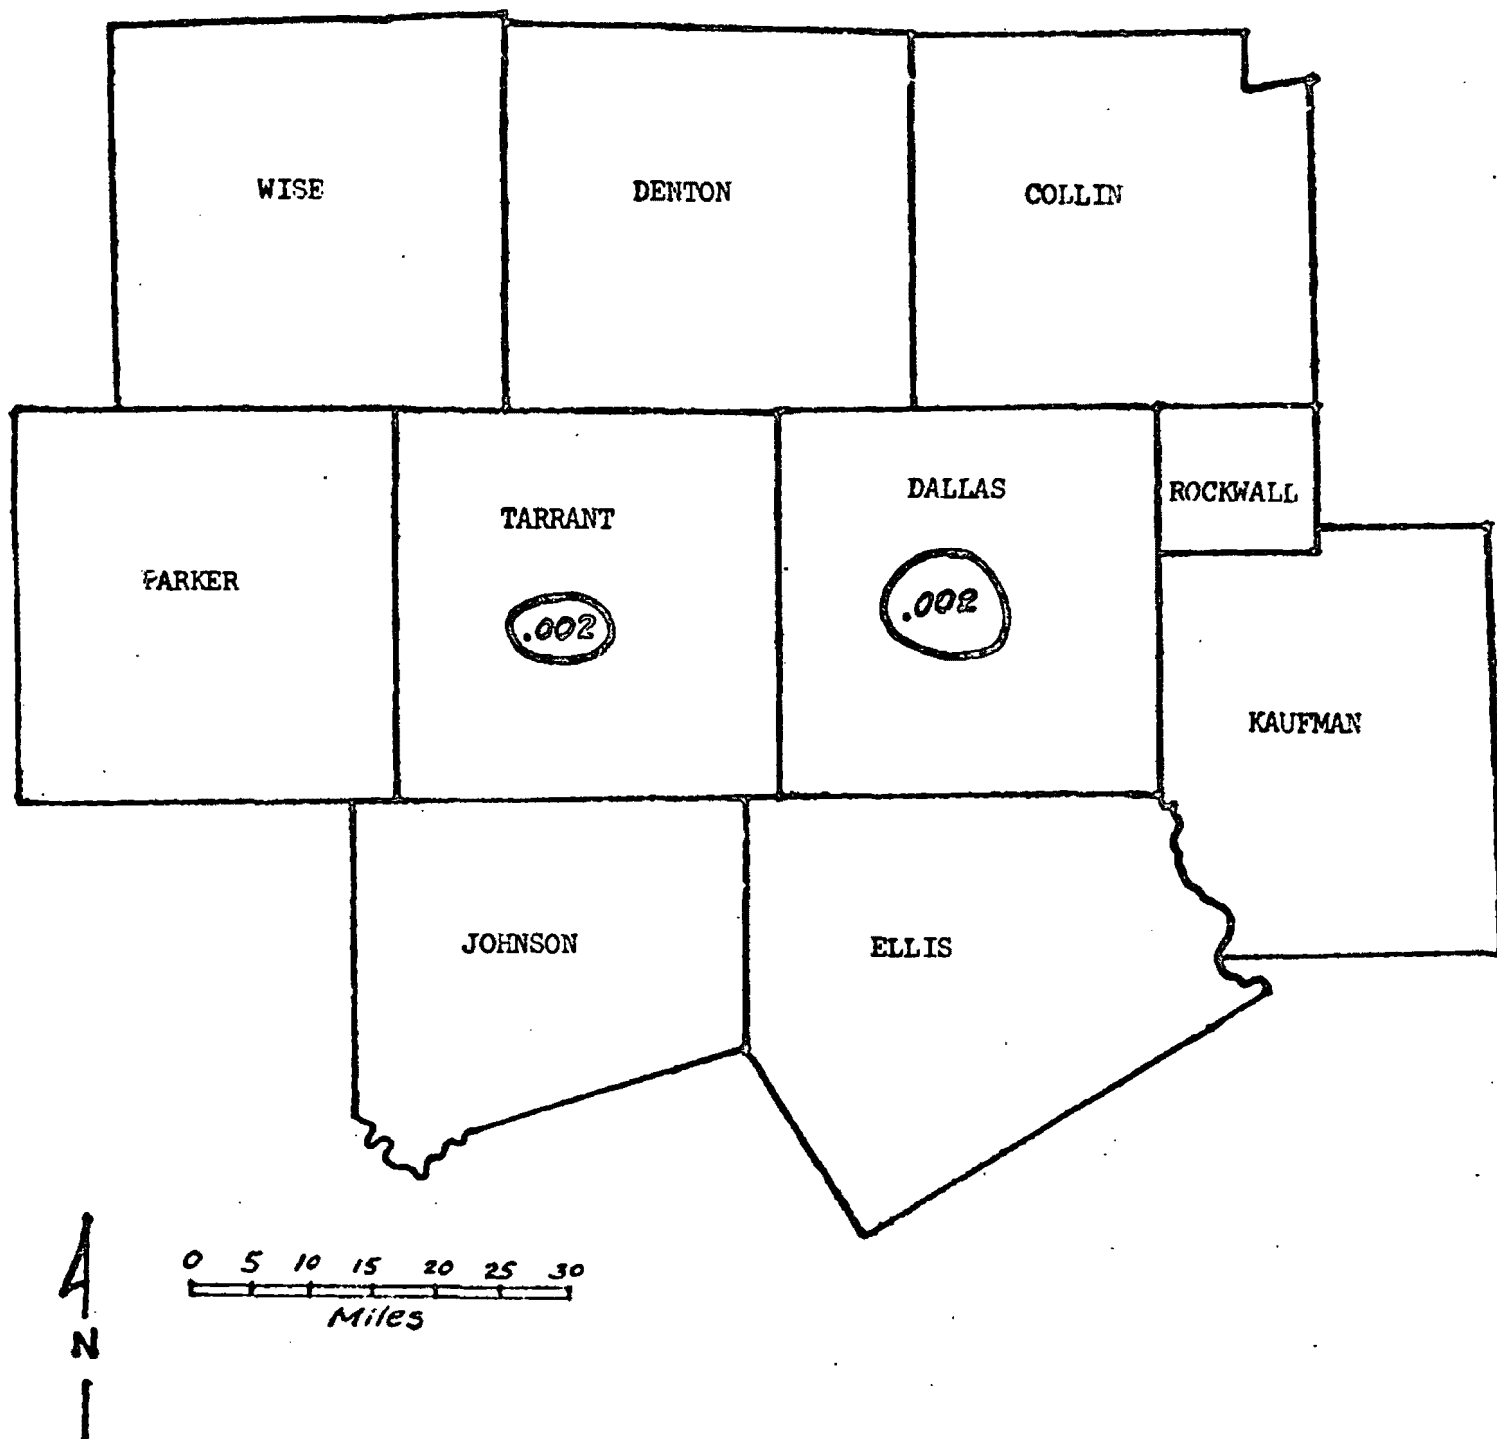 WISE
DENTON
COLLIN
DALLAS
ROCKWALL
TARRANT
PARKER
.002
.002
KAUFMAN
JOHNSON
ELLIS
0 5 10 15 20 25 30
Miles
N